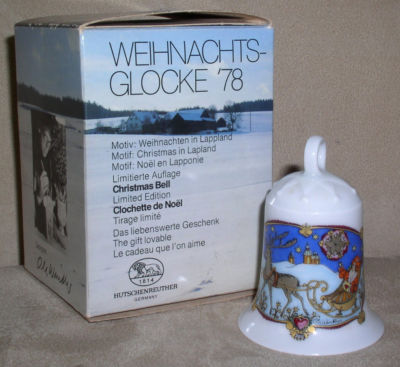 WEIHNACHTS-
GLOCKE '78
Motiv: Weihnachten in Lappland
Motif: Christmas in Lapland
Motif: Noël en Lapponie
Limitierte Auflage
Christmas Bell
Limited Edition
Clochette de Noël
Tirage limité
Das liebenswerte Geschenk
The gift lovable
Le cadeau que l'on aime
1814
HUTSCHENREUTHER
GERMANY